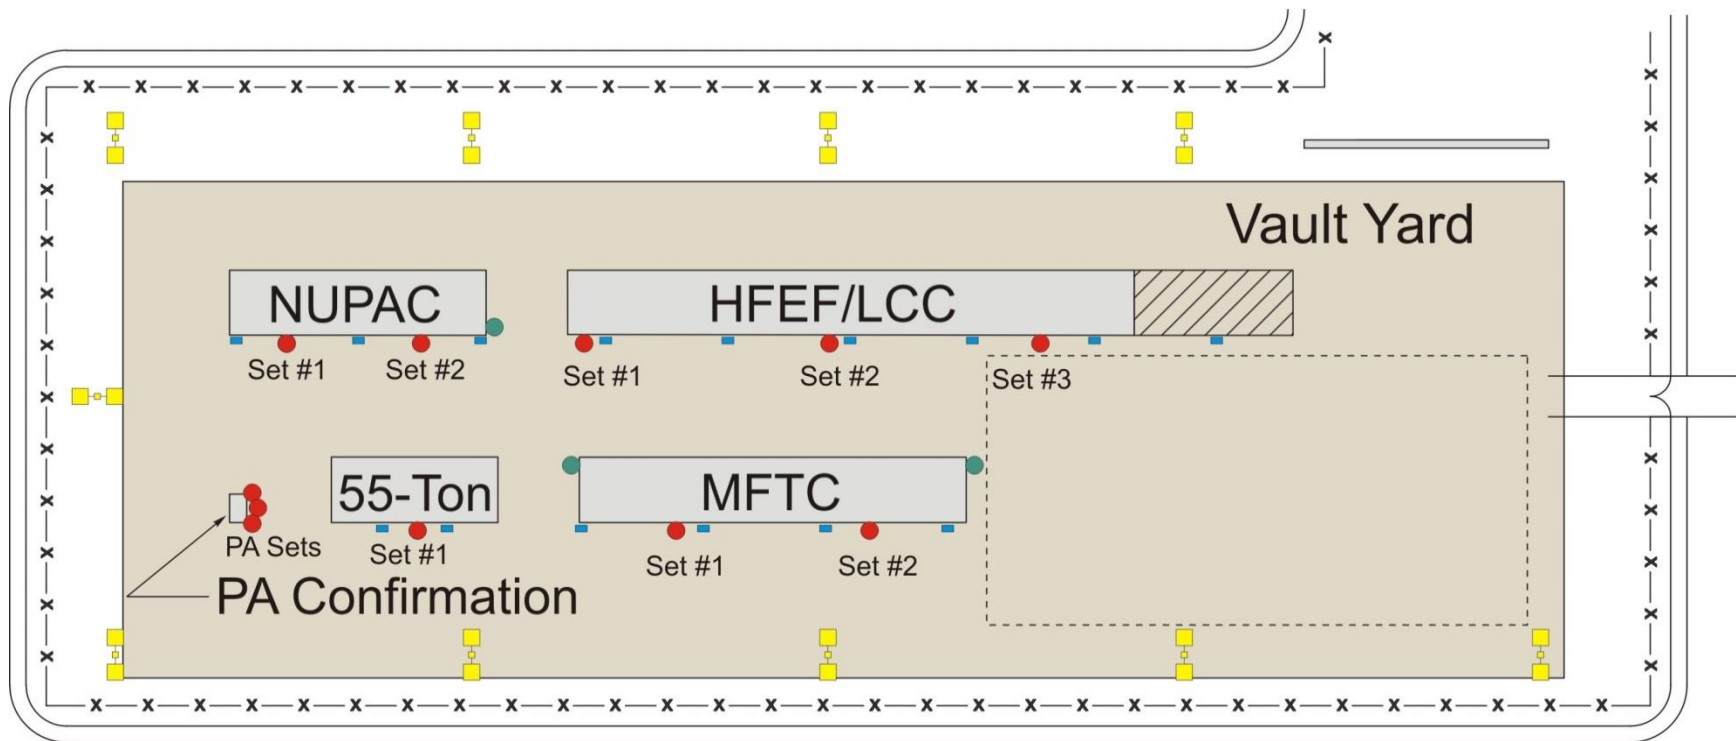 Vault Yard
NUPAC
HFEF/LCC
Set #1
Set #2
Set #1
Set #2
Set #3
55-Ton
MFTC
PA Sets
Set #1
Set #1
Set #2
PA Confirmation